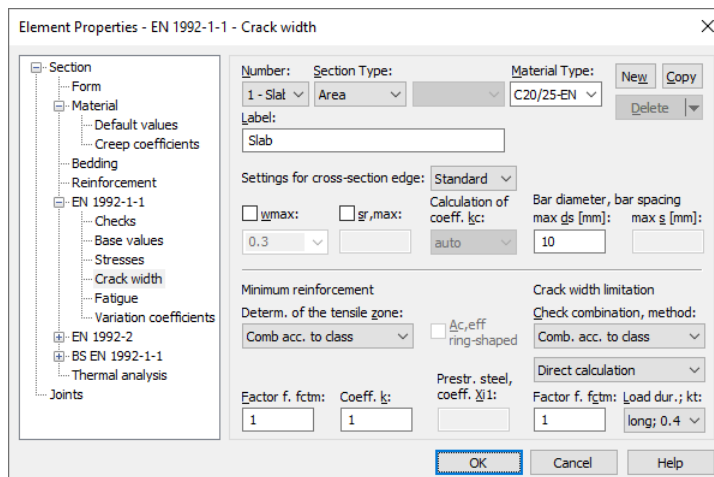 Element Properties - EN 1992-1-1 - Crack width
Section
Form
Material
Default values
Creep coefficients
Bedding
Reinforcement
EN 1992-1-1
Checks
Base values
Stresses
Crack width
Fatigue
Variation coefficients
EN 1992-2
BS EN 1992-1-1
Thermal analysis
Joints
Number: Section Type: Material Type: New Copy
1 - Slat Area C20/25-EN Delete
Label:
Slab
Settings for cross-section edge: Standard
wmax: sr,max: Calculation of coeff. kc: Bar diameter, bar spacing
max ds [mm]: max s [mm]:
0.3 auto 10
Minimum reinforcement Crack width limitation
Determ. of the tensile zone: Ac,eff ring-shaped Check combination, method:
Comb acc. to class Comb. acc. to class
Direct calculation
Factor f. fctm: Coeff. k: Prestr. steel, coeff. Xi1: Factor f. fctm: Load dur.; kt:
1 1 1 long; 0.4
OK Cancel Help